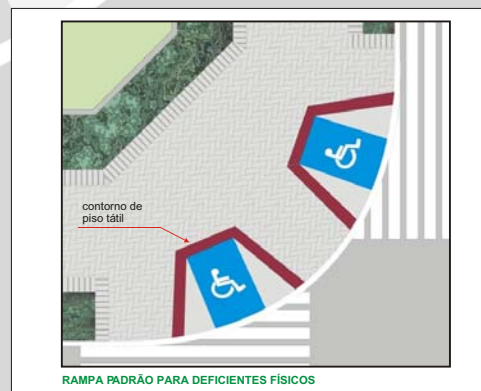 contorno de
piso tátil
RAMPA PADRÃO PARA DEFICIENTES FÍSICOS